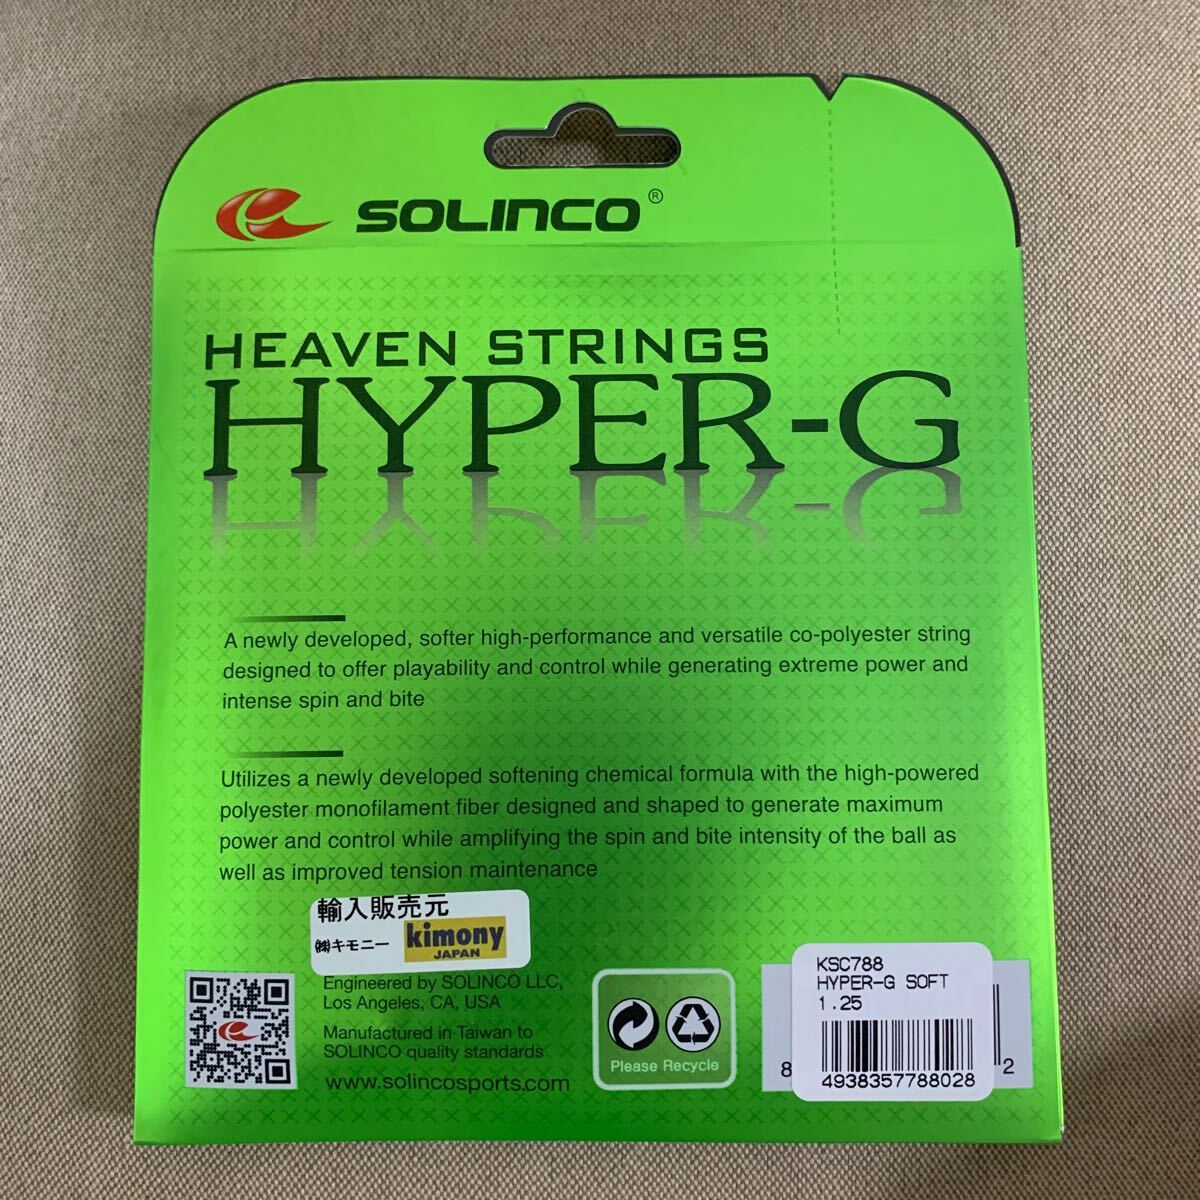 SOLINCO®
HEAVEN STRINGS
HYPER-G
A newly developed, softer high-performance and versatile co-polyester string
designed to offer playability and control while generating extreme power and
intense spin and bite
Utilizes a newly developed softening chemical formula with the high-powered
polyester monofilament fiber designed and shaped to generate maximum
power and control while amplifying the spin and bite intensity of the ball as
well as improved tension maintenance
輸入販売元
㈱キモニー
kimony
JAPAN
Engineered by SOLINCO LLC,
Los Angeles, CA, USA
Manufactured in Taiwan to
SOLINCO quality standards
www.solincosports.com
Please Recycle
KSC788
HYPER-G SOFT
1.25
4938357788028
8
2